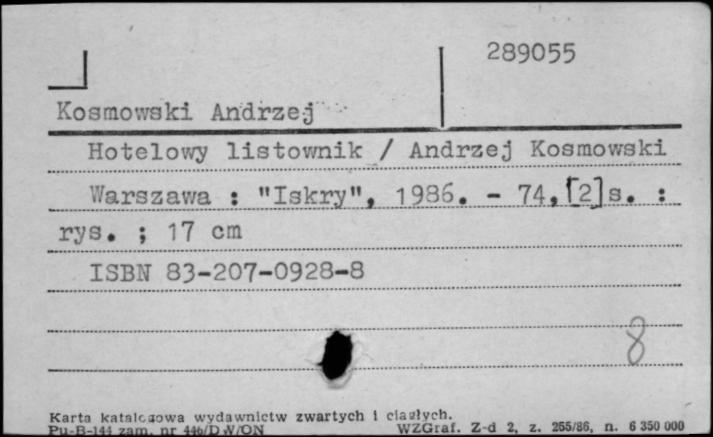 289055
Kosmowski Andrzej
Hotelowy listownik / Andrzej Kosmowski
Warszawa : "Iskry", 1986. - 74,[2]s. :
rys. ; 17 cm
ISBN 83-207-0928-8
8
Karta katalogowa wydawnictw zwartych i ciągłych.
Pu-B-144 zam. nr 446/D W/ON WZGraf. Z-d 2, z. 255/86, n. 6 350 000